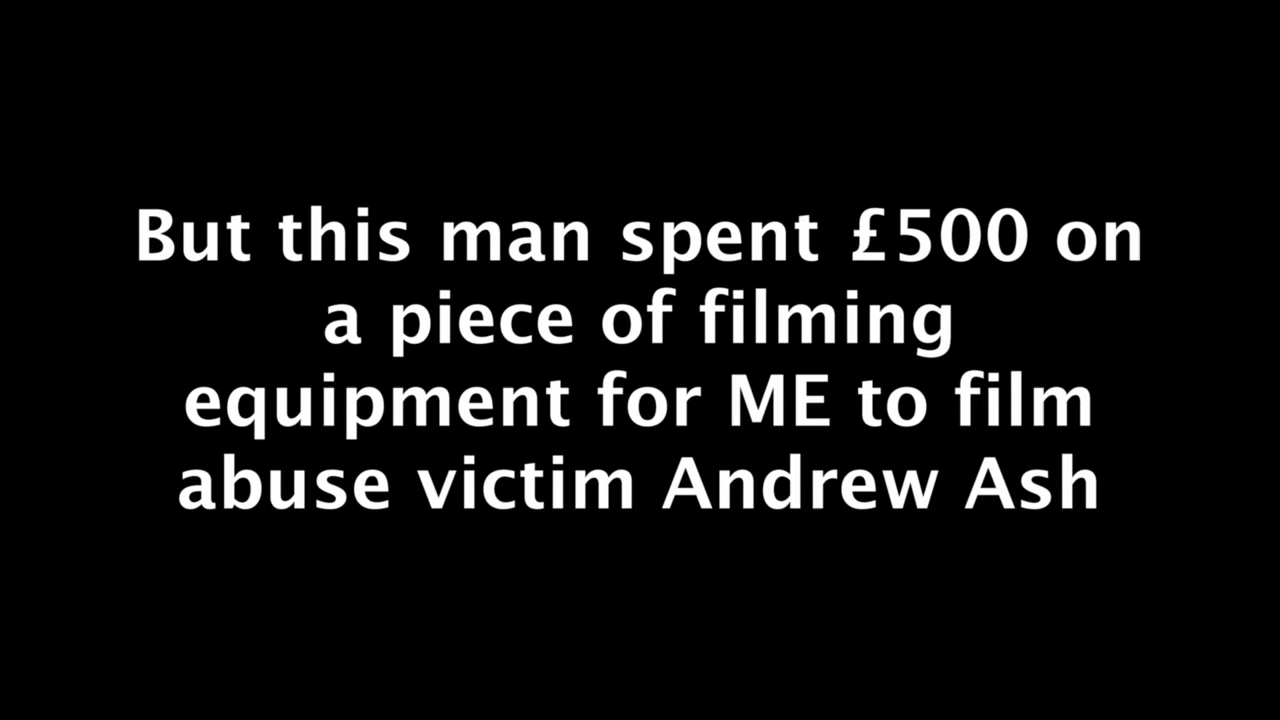 But this man spent £500 on
a piece of filming
equipment for ME to film
abuse victim Andrew Ash